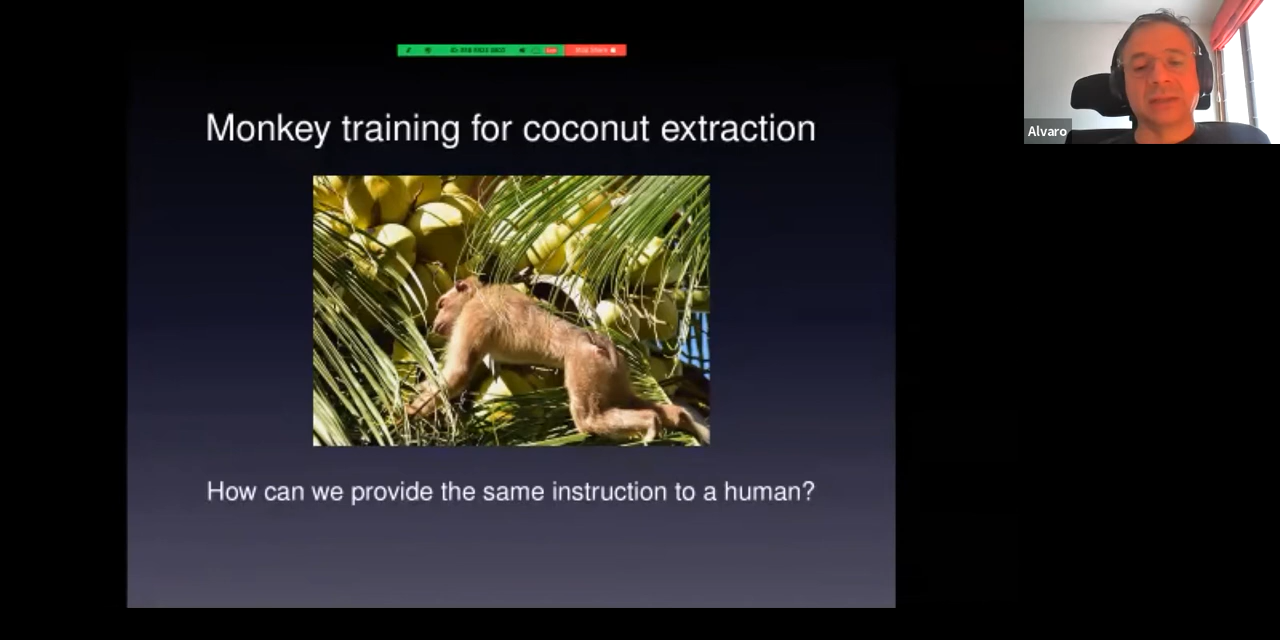 Monkey training for coconut extraction
How can we provide the same instruction to a human?
Alvaro